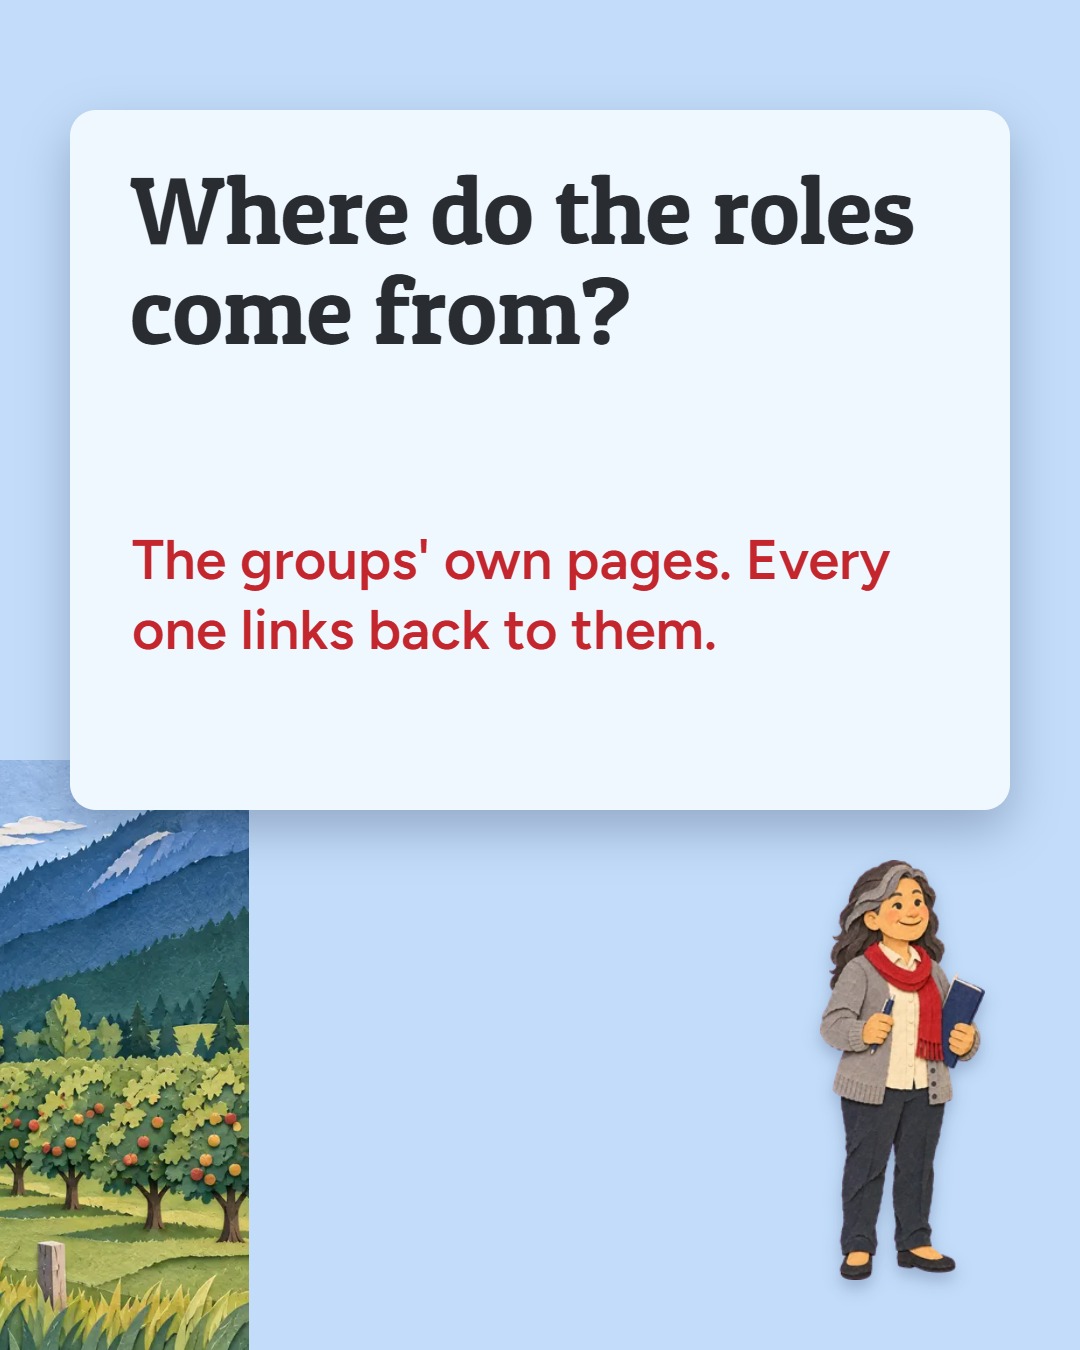 Where do the roles
come from?
The groups' own pages. Every
one links back to them.